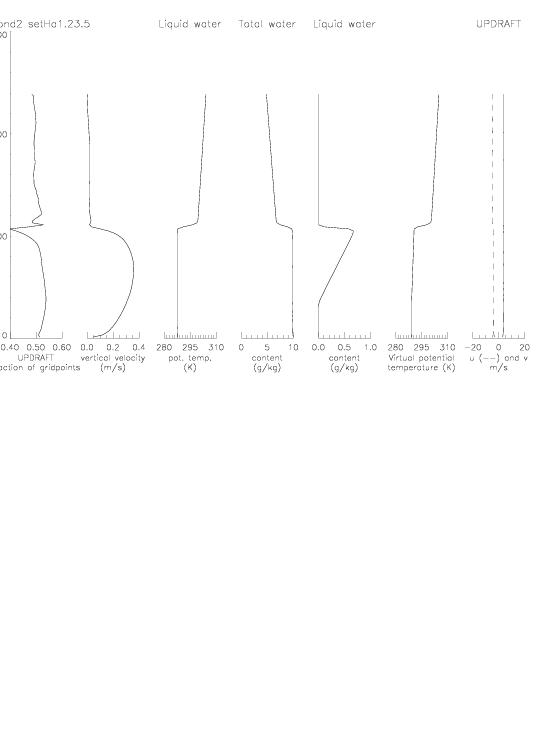 ond2 setHa1.23.5 Liquid water Total water Liquid water UPDRAFT
00
00
00
0
0.40 0.50 0.60 0.0 0.2 0.4 280 295 310 0 5 10 0.0 0.5 1.0 280 295 310 −20 0 20
UPDRAFT vertical velocity pot. temp. content content Virtual potential u (−−) and v
action of gridpoints (m/s) (K) (g/kg) (g/kg) temperature (K) m/s